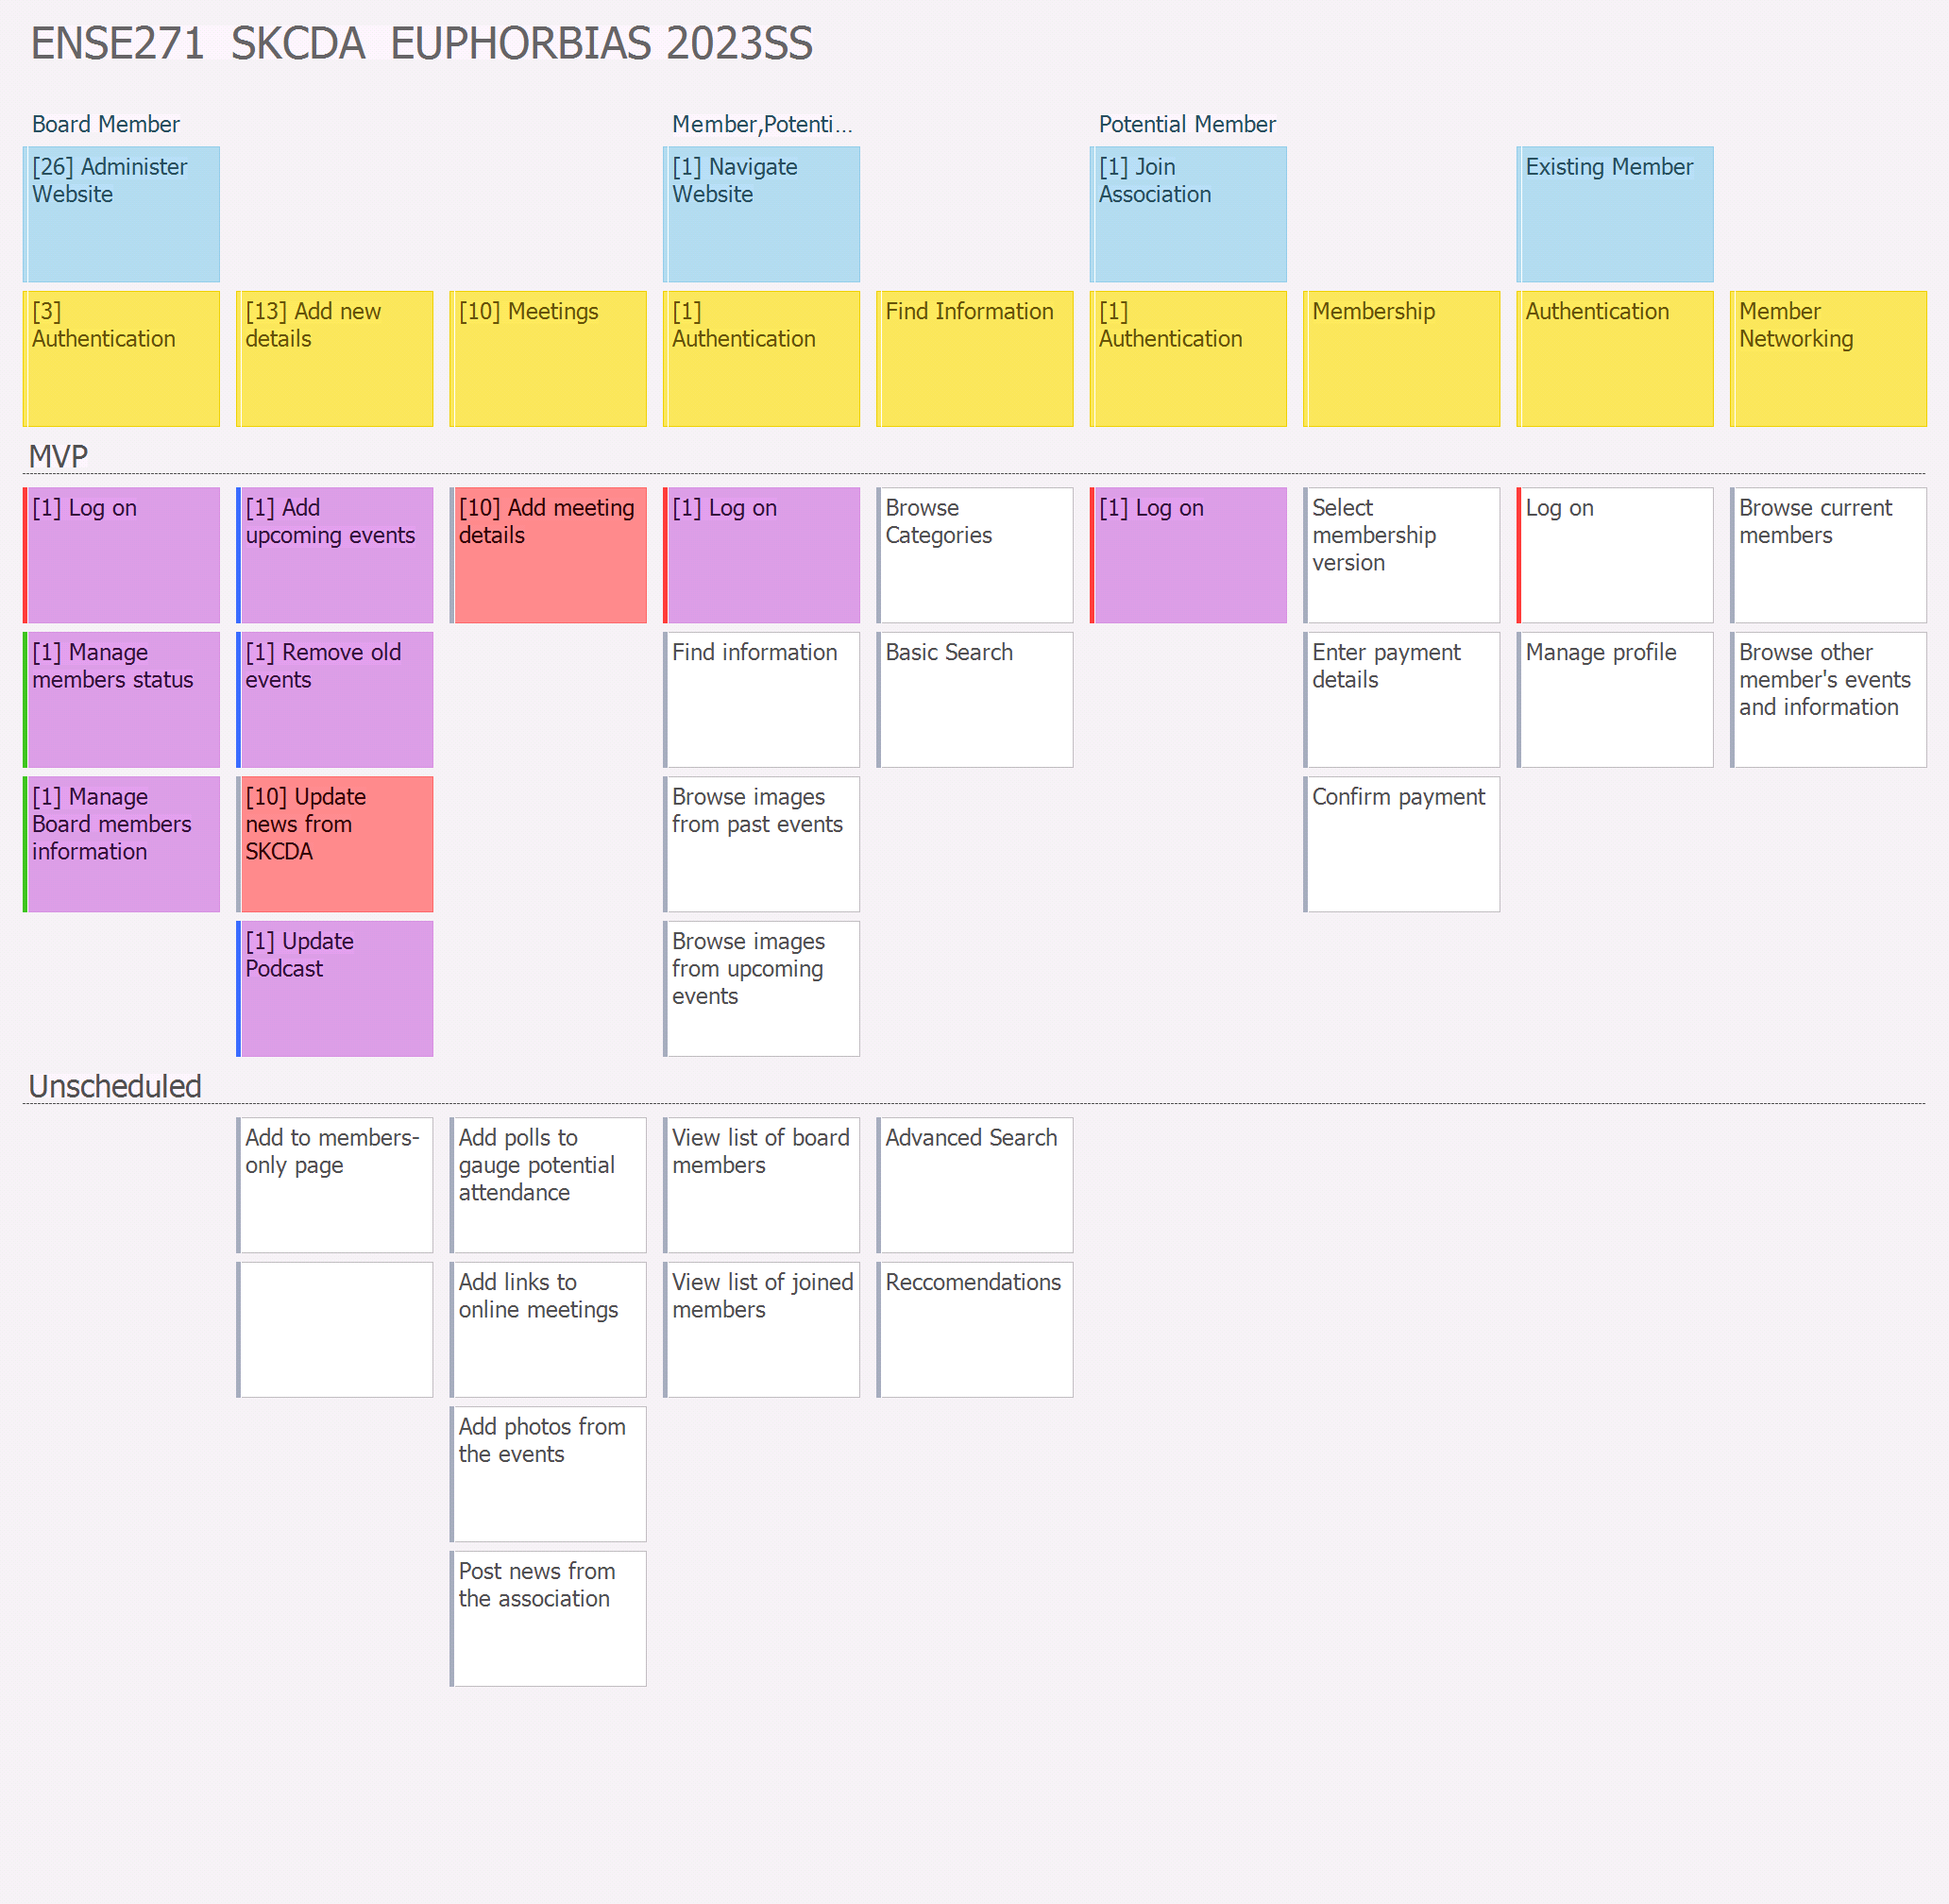 ENSE271 SKCDA EUPHORBIAS 2023SS
Board Member
Member,Potenti...
Potential Member
[26] Administer
Website
[1] Navigate
Website
[1] Join
Association
Existing Member
[3]
Authentication
[13] Add new
details
[10] Meetings
[1]
Authentication
Find Information
[1]
Authentication
Membership
Authentication
Member
Networking
MVP
[1] Log on
[1] Add
upcoming events
[10] Add meeting
details
[1] Log on
Browse
Categories
[1] Log on
Select
membership
version
Log on
Browse current
members
[1] Manage
members status
[1] Remove old
events
Find information
Basic Search
Enter payment
details
Manage profile
Browse other
member's events
and information
[1] Manage
Board members
information
[10] Update
news from
SKCDA
Browse images
from past events
Confirm payment
[1] Update
Podcast
Browse images
from upcoming
events
Unscheduled
Add to members-
only page
Add polls to
gauge potential
attendance
View list of board
members
Advanced Search
Add links to
online meetings
View list of joined
members
Reccomendations
Add photos from
the events
Post news from
the association